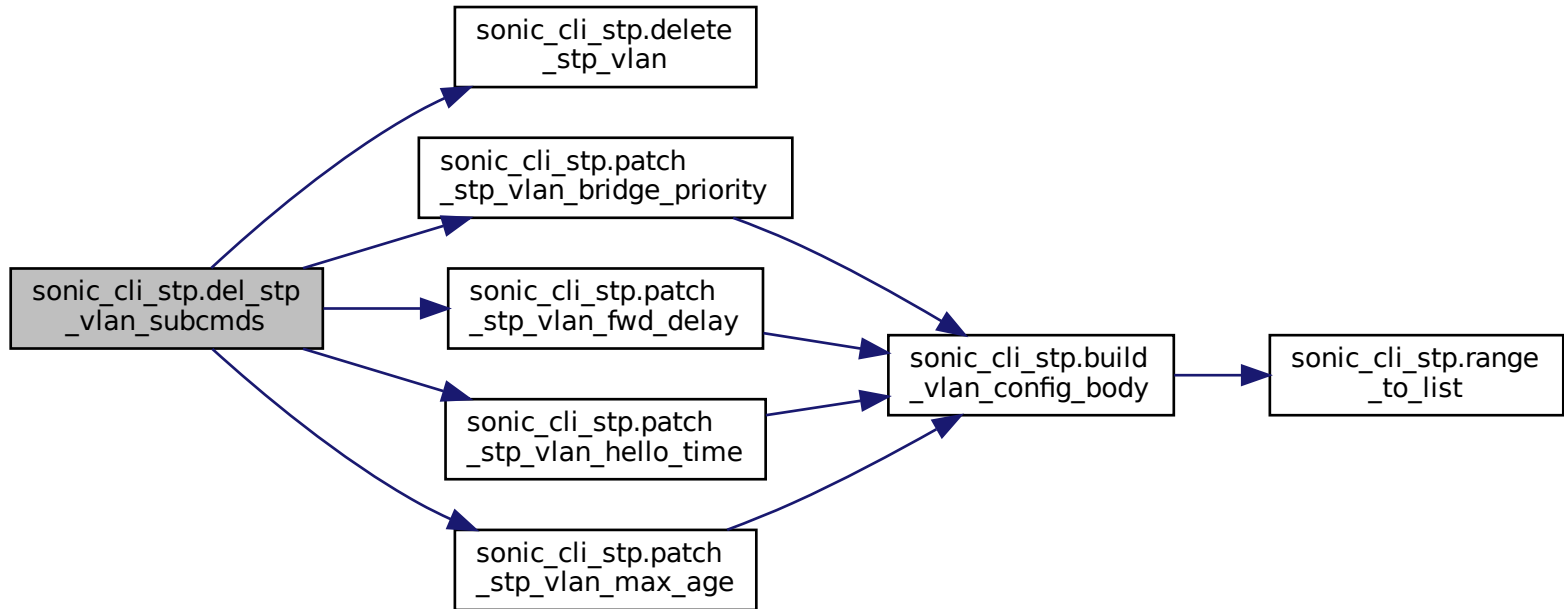 sonic_cli_stp.delete
_stp_vlan
sonic_cli_stp.patch
_stp_vlan_bridge_priority
sonic_cli_stp.del_stp
_vlan_subcmds
sonic_cli_stp.patch
_stp_vlan_fwd_delay
sonic_cli_stp.build
_vlan_config_body
sonic_cli_stp.range
_to_list
sonic_cli_stp.patch
_stp_vlan_hello_time
sonic_cli_stp.patch
_stp_vlan_max_age